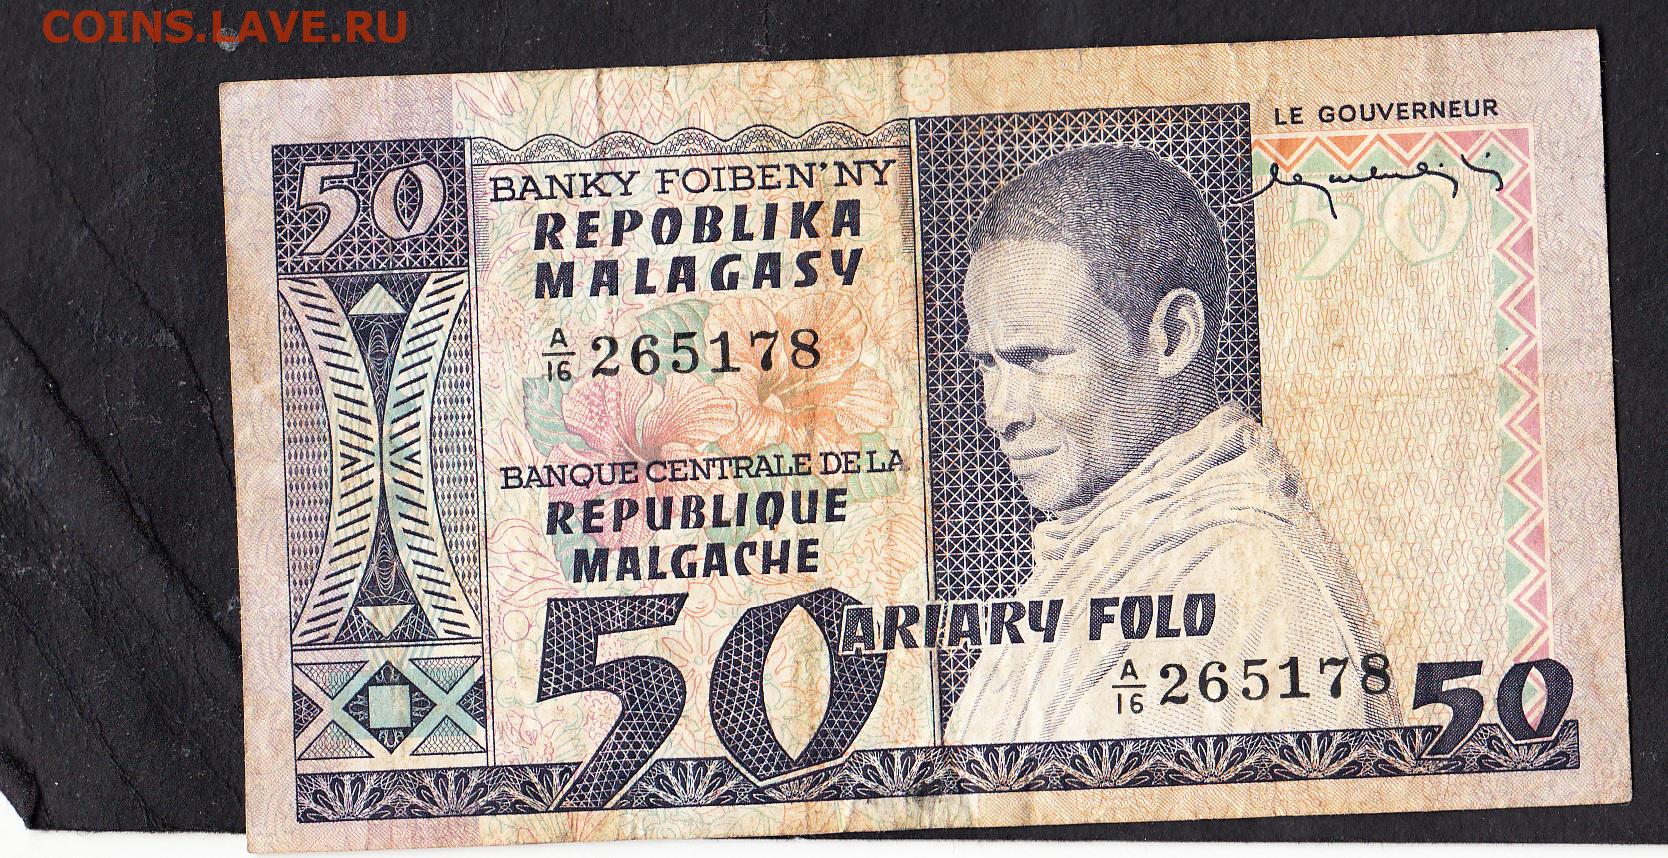 COINS.LAVE.RU
LE GOUVERNEUR
50
BANKY FOIBEN'NY
REPOBLIKA
MALAGASY
50
A/16 265178
BANQUE CENTRALE DE LA
REPUBLIQUE
MALGACHE
50 ARIARY FOLO
A/16 265178
50